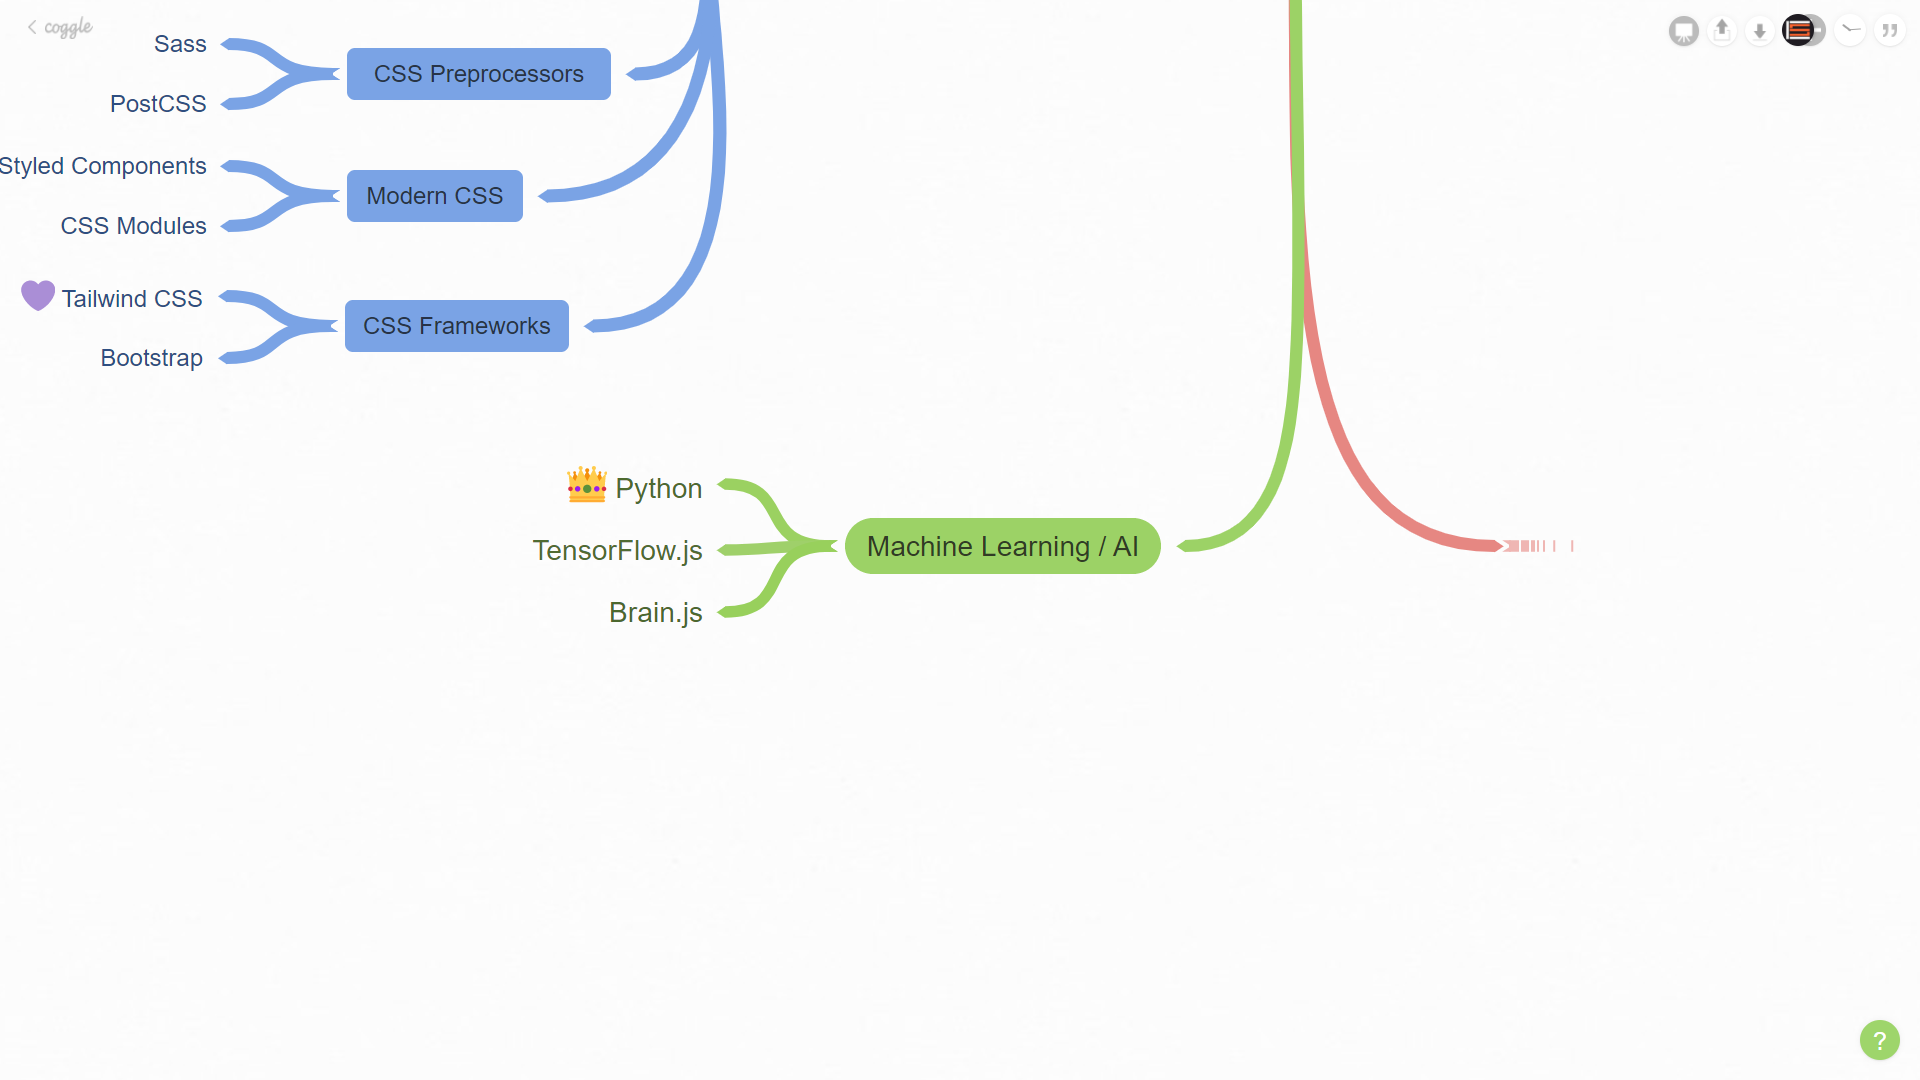 coggle
Sass
PostCSS
CSS Preprocessors
Styled Components
CSS Modules
Modern CSS
Tailwind CSS
Bootstrap
CSS Frameworks
Python
TensorFlow.js
Brain.js
Machine Learning / AI
?